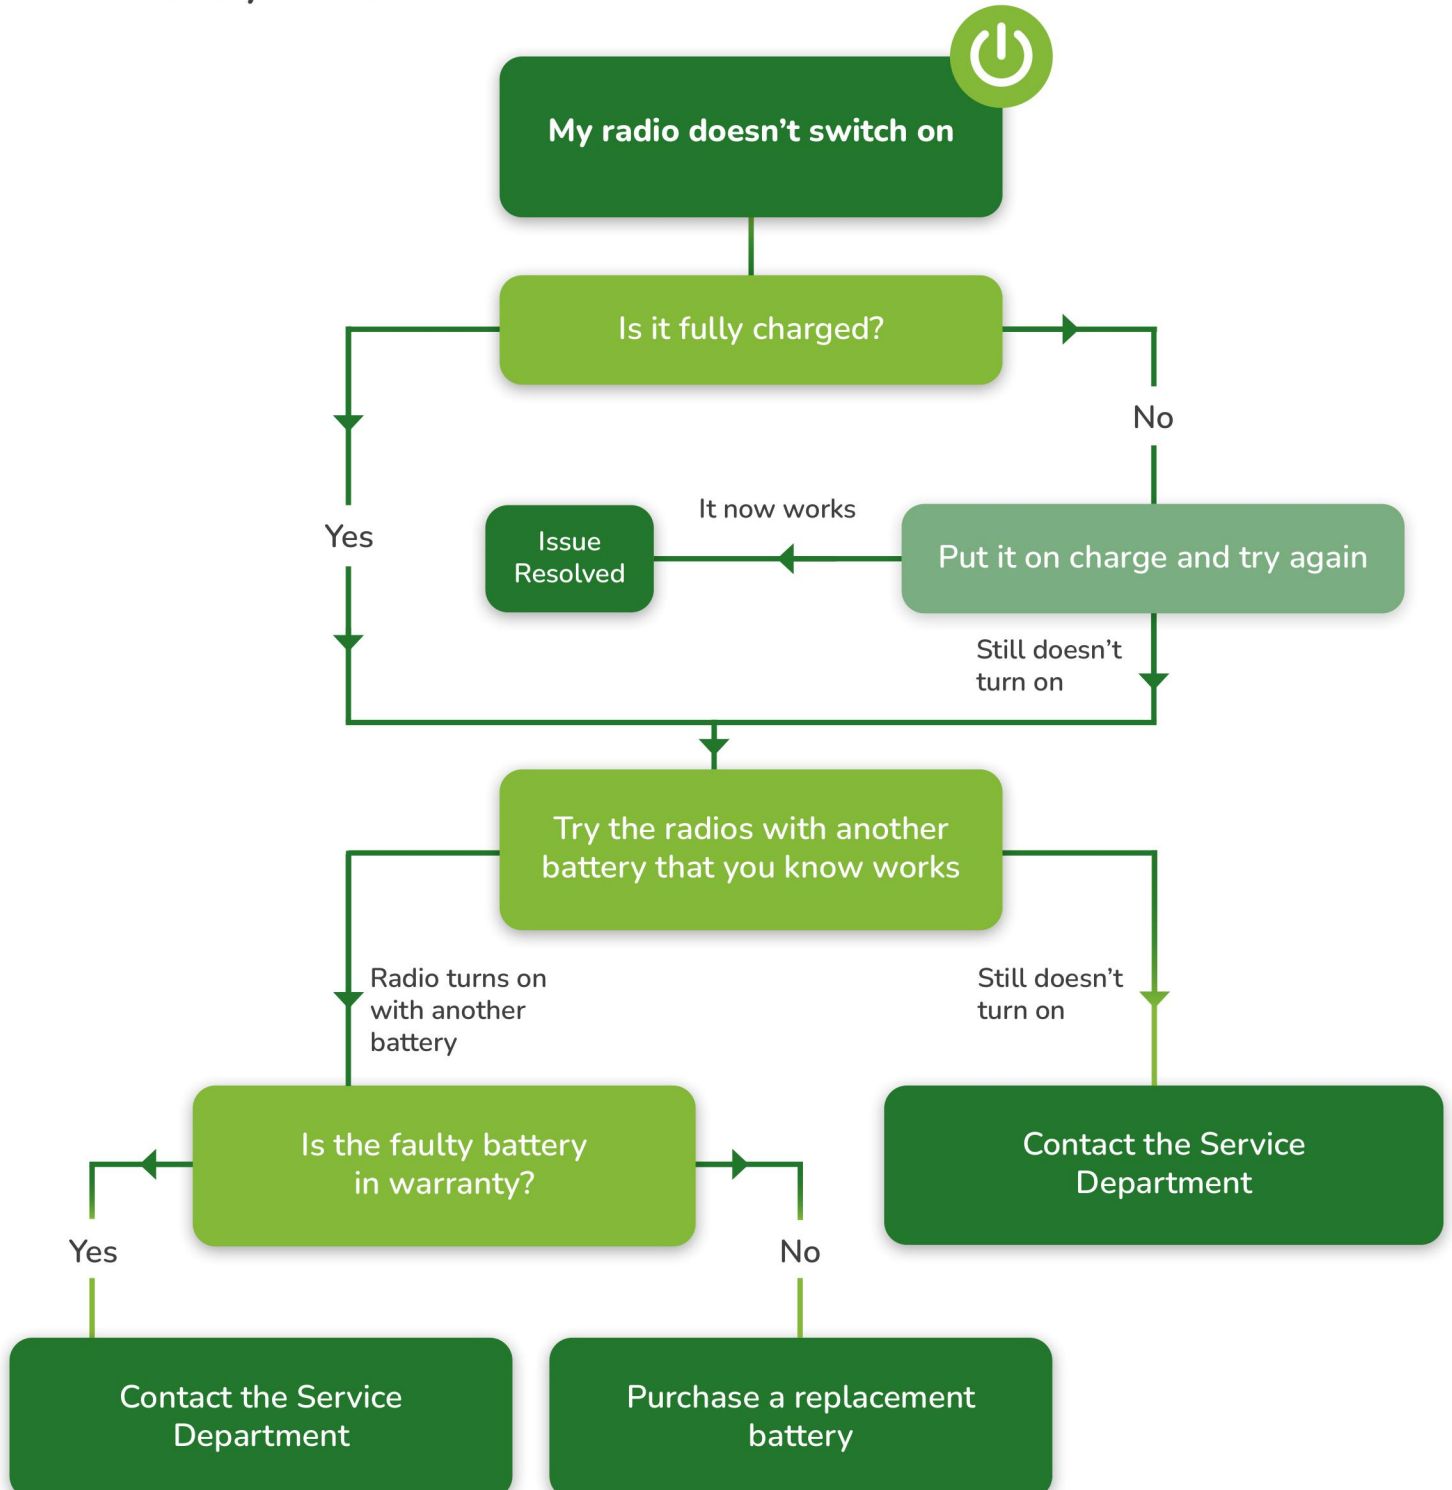 My radio doesn’t switch on
Is it fully charged?
No
It now works
Yes
Issue
Resolved
Put it on charge and try again
Still doesn’t
turn on
Try the radios with another
battery that you know works
Radio turns on
with another
battery
Still doesn’t
turn on
Is the faulty battery
in warranty?
Contact the Service
Department
Yes
No
Contact the Service
Department
Purchase a replacement
battery